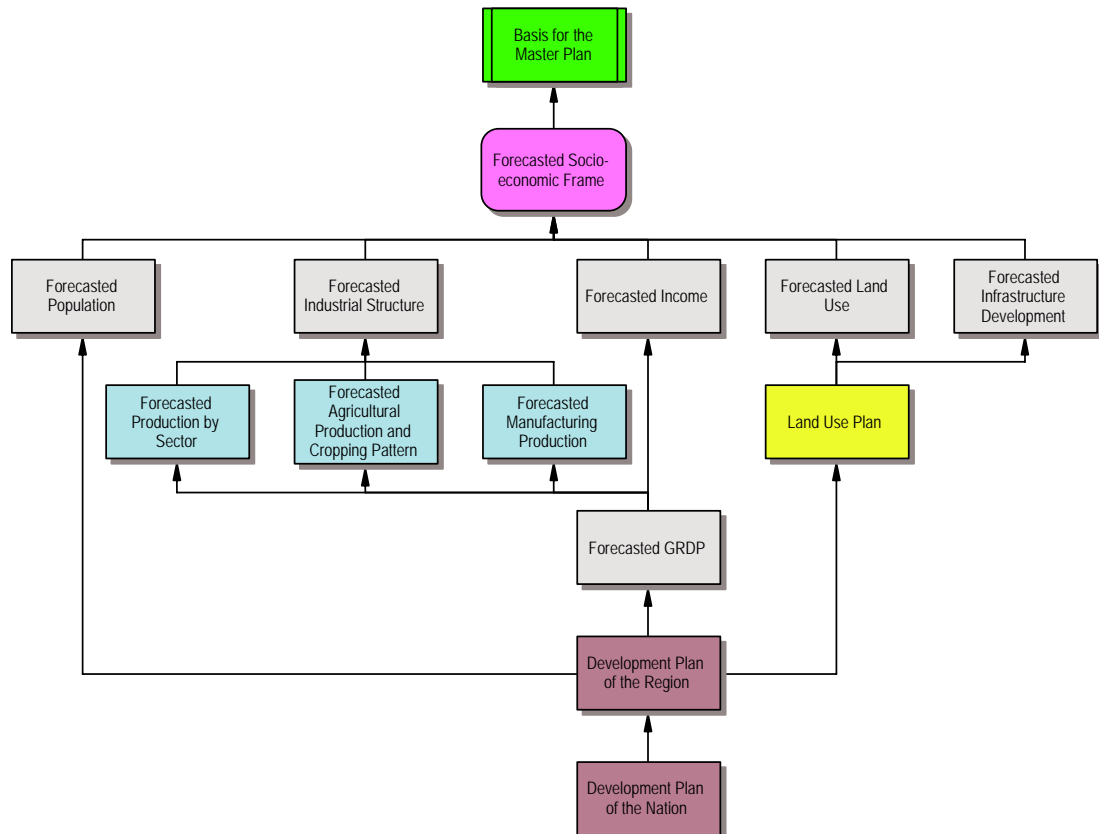 Basis for the
Master Plan
Forecasted Socio-
economic Frame
Forecasted
Population
Forecasted
Industrial Structure
Forecasted Income
Forecasted Land
Use
Forecasted
Infrastructure
Development
Forecasted
Production by
Sector
Forecasted
Agricultural
Production and
Cropping Pattern
Forecasted
Manufacturing
Production
Land Use Plan
Forecasted GRDP
Development Plan
of the Region
Development Plan
of the Nation